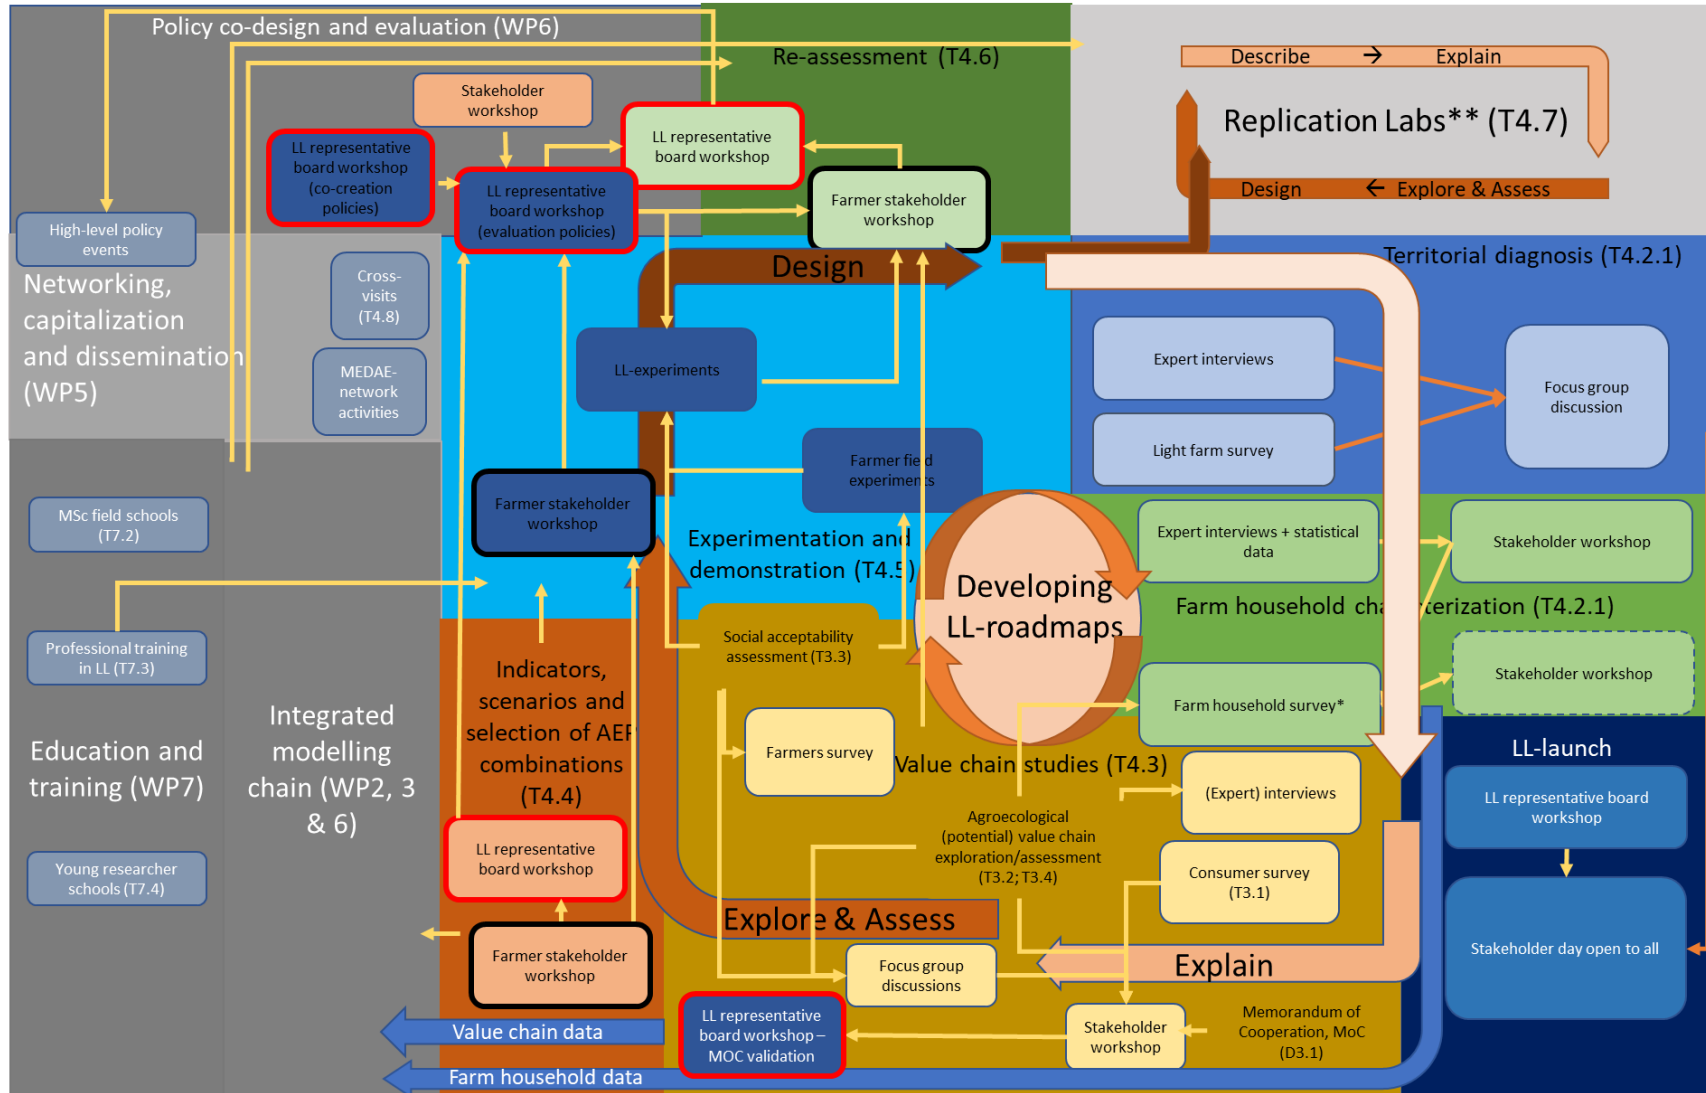 Policy co-design and evaluation (WP6)
Stakeholder
workshop
LL representative
board workshop
(co-creation
policies)
LL representative
board workshop
(evaluation policies)
High-level policy
events
Re-assessment (T4.6)
LL representative
board workshop
Farmer stakeholder
workshop
Describe → Explain
Replication Labs** (T4.7)
Design ← Explore & Assess
Networking,
capitalization
and dissemination
(WP5)
Cross-
visits
(T4.8)
MEDAE-
network
activities
Design
LL-experiments
Farmer field
experiments
Farmer stakeholder
workshop
Experimentation and
demonstration (T4.5)
Territorial diagnosis (T4.2.1)
Expert interviews
Light farm survey
Focus group
discussion
Developing
LL-roadmaps
Expert interviews + statistical
data
Stakeholder workshop
Farm household characterization (T4.2.1)
Farm household survey*
Stakeholder workshop
MSc field schools
(T7.2)
Professional training
in LL (T7.3)
Education and
training (WP7)
Young researcher
schools (T7.4)
Integrated
modelling
chain (WP2, 3
& 6)
Indicators,
scenarios and
selection of AEP
combinations
(T4.4)
LL representative
board workshop
Farmer stakeholder
workshop
Social acceptability
assessment (T3.3)
Farmers survey
Value chain studies (T4.3)
(Expert) interviews
Agroecological
(potential) value chain
exploration/assessment
(T3.2; T3.4)
Consumer survey
(T3.1)
Explore & Assess
Explain
Focus group
discussions
LL representative
board workshop –
MOC validation
Stakeholder
workshop
Memorandum of
Cooperation, MoC
(D3.1)
LL-launch
LL representative board
workshop
Stakeholder day open to all
Value chain data
Farm household data